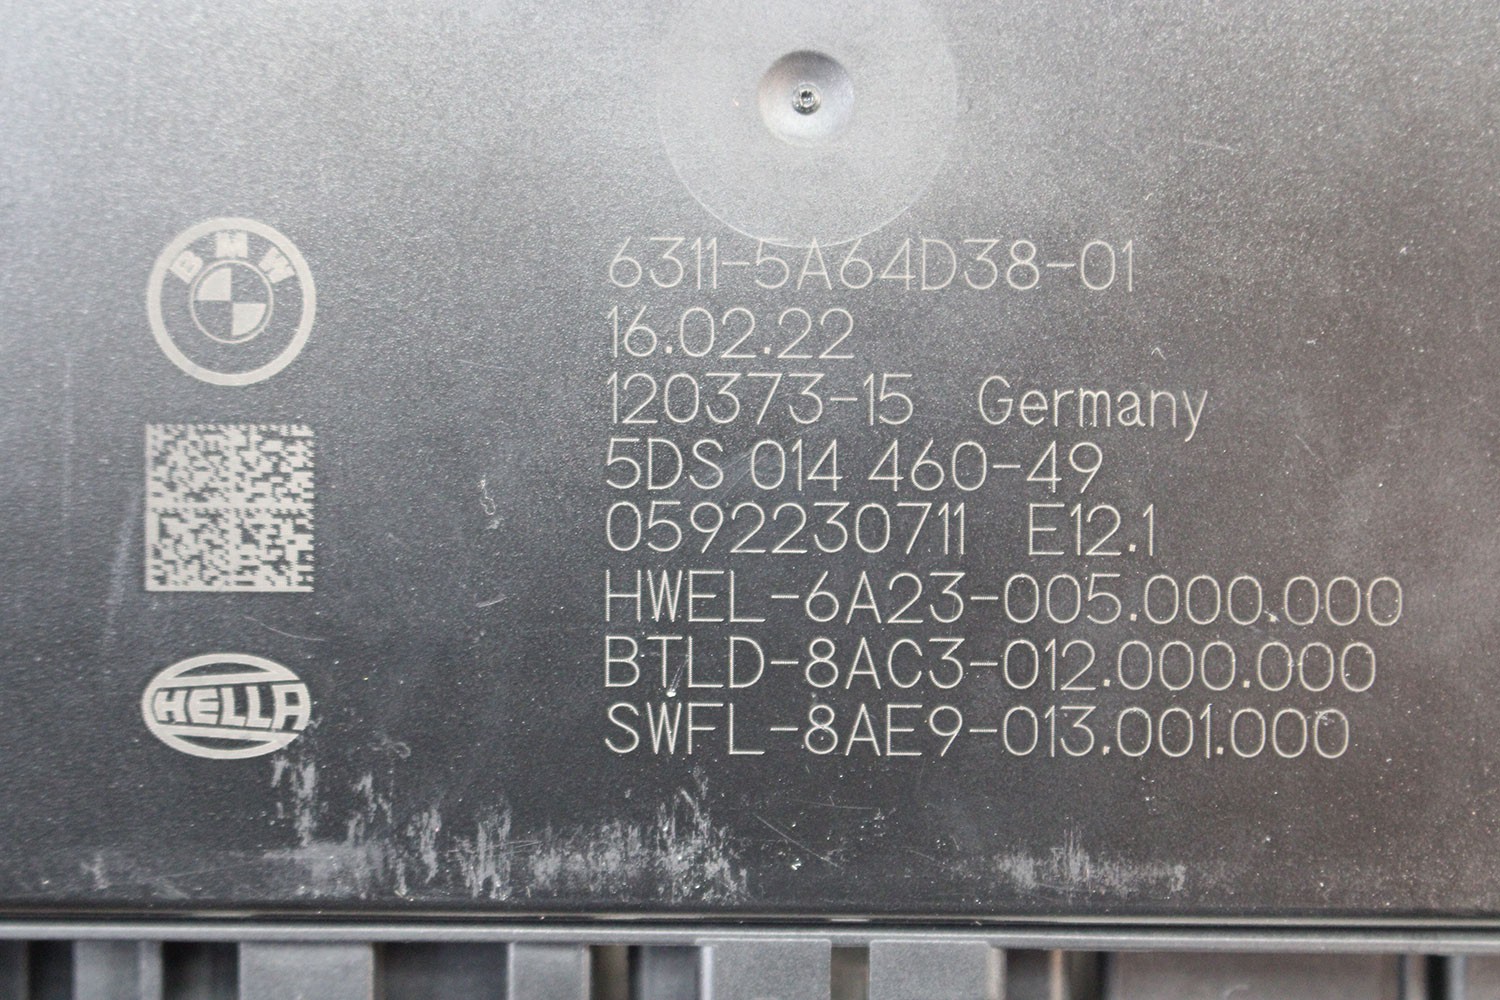 BMW
6311-5A64D38-01
16.02.22
120373-15 Germany
5DS 014 460-49
0592230711 E12.1
HWEL-6A23-005.000.000
BTLD-8AC3-012.000.000
SWFL-8AE9-013.001.000
HELLA